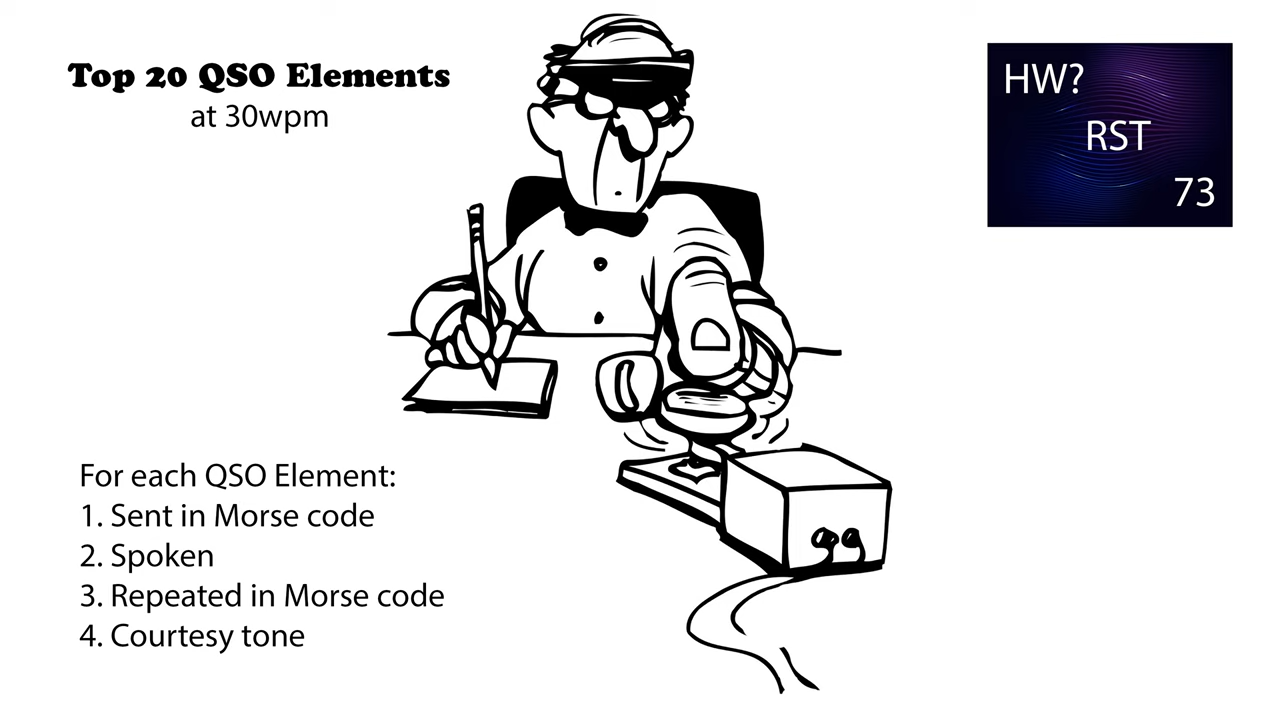 Top 20 QSO Elements
at 30wpm
HW?
RST
73
For each QSO Element:
1. Sent in Morse code
2. Spoken
3. Repeated in Morse code
4. Courtesy tone